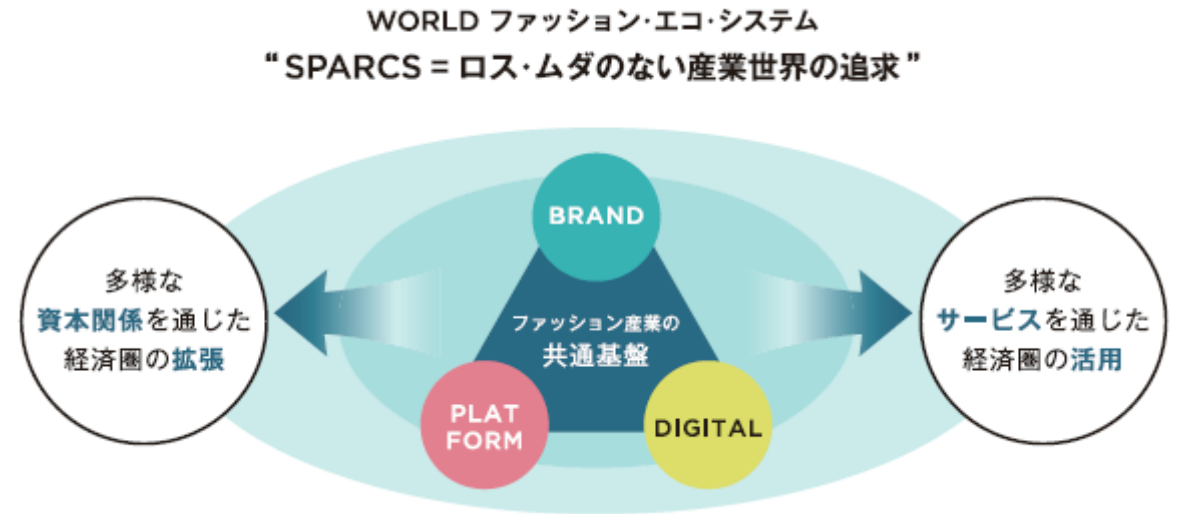 WORLD ファッション・エコ・システム
“SPARCS = ロス・ムダのない産業世界の追求”
BRAND
多様な
資本関係を通じた
経済圏の拡張
ファッション産業の
共通基盤
多様な
サービスを通じた
経済圏の活用
PLAT
FORM
DIGITAL